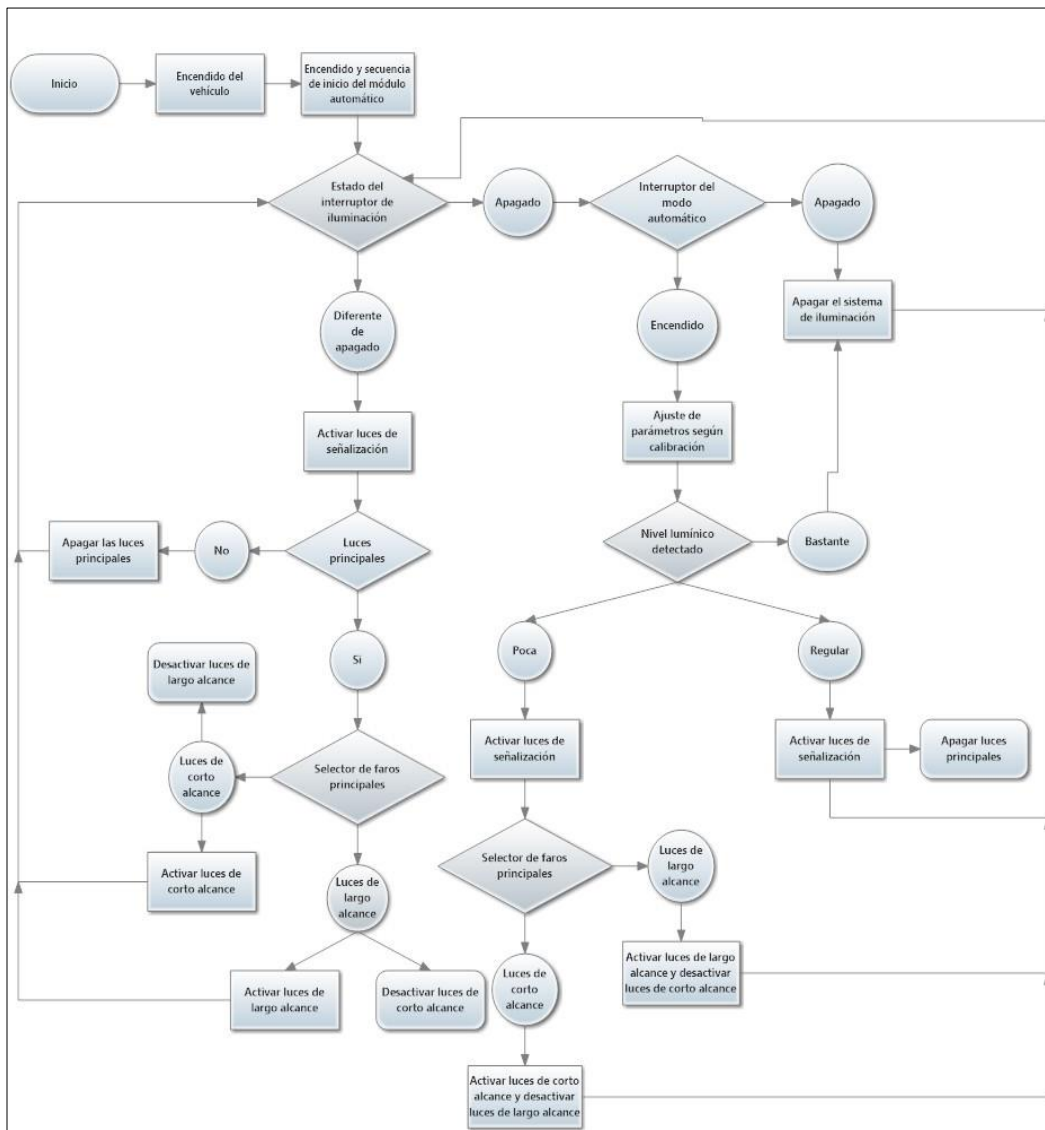 Inicio
Encendido del
vehículo
Encendido y secuencia
de inicio del módulo
automático
Estado del
interruptor de
iluminación
Apagado
Interruptor del
modo
automático
Apagado
Diferente
de
apagado
Encendido
Apagar el sistema
de iluminación
Activar luces de
señalización
Ajuste de
parámetros según
calibración
Apagar las luces
principales
No
Luces
principales
Nivel lumínico
detectado
Bastante
Si
Poca
Regular
Desactivar luces de
largo alcance
Luces de
corto
alcance
Selector de faros
principales
Activar luces de
señalización
Activar luces de
señalización
Apagar luces
principales
Activar luces de
corto alcance
Luces de
largo
alcance
Selector de faros
principales
Luces de
largo
alcance
Activar luces de
largo alcance
Desactivar luces de
corto alcance
Luces de
corto
alcance
Activar luces de largo
alcance y desactivar
luces de corto alcance
Activar luces de corto
alcance y desactivar
luces de largo alcance